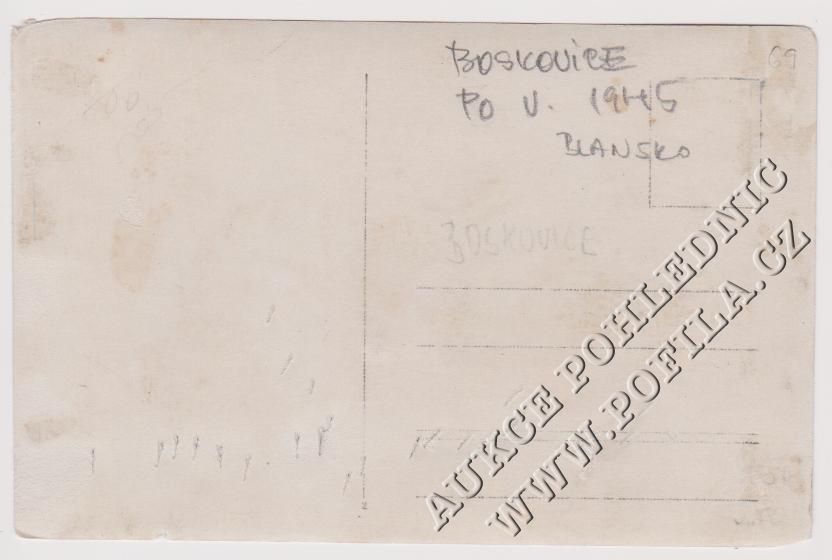 BOSKOVICE
PO V. 1945
BLANSKO
69
BOSKOVICE
AUKCE POHLEDNIC
WWW.POFILA.CZ